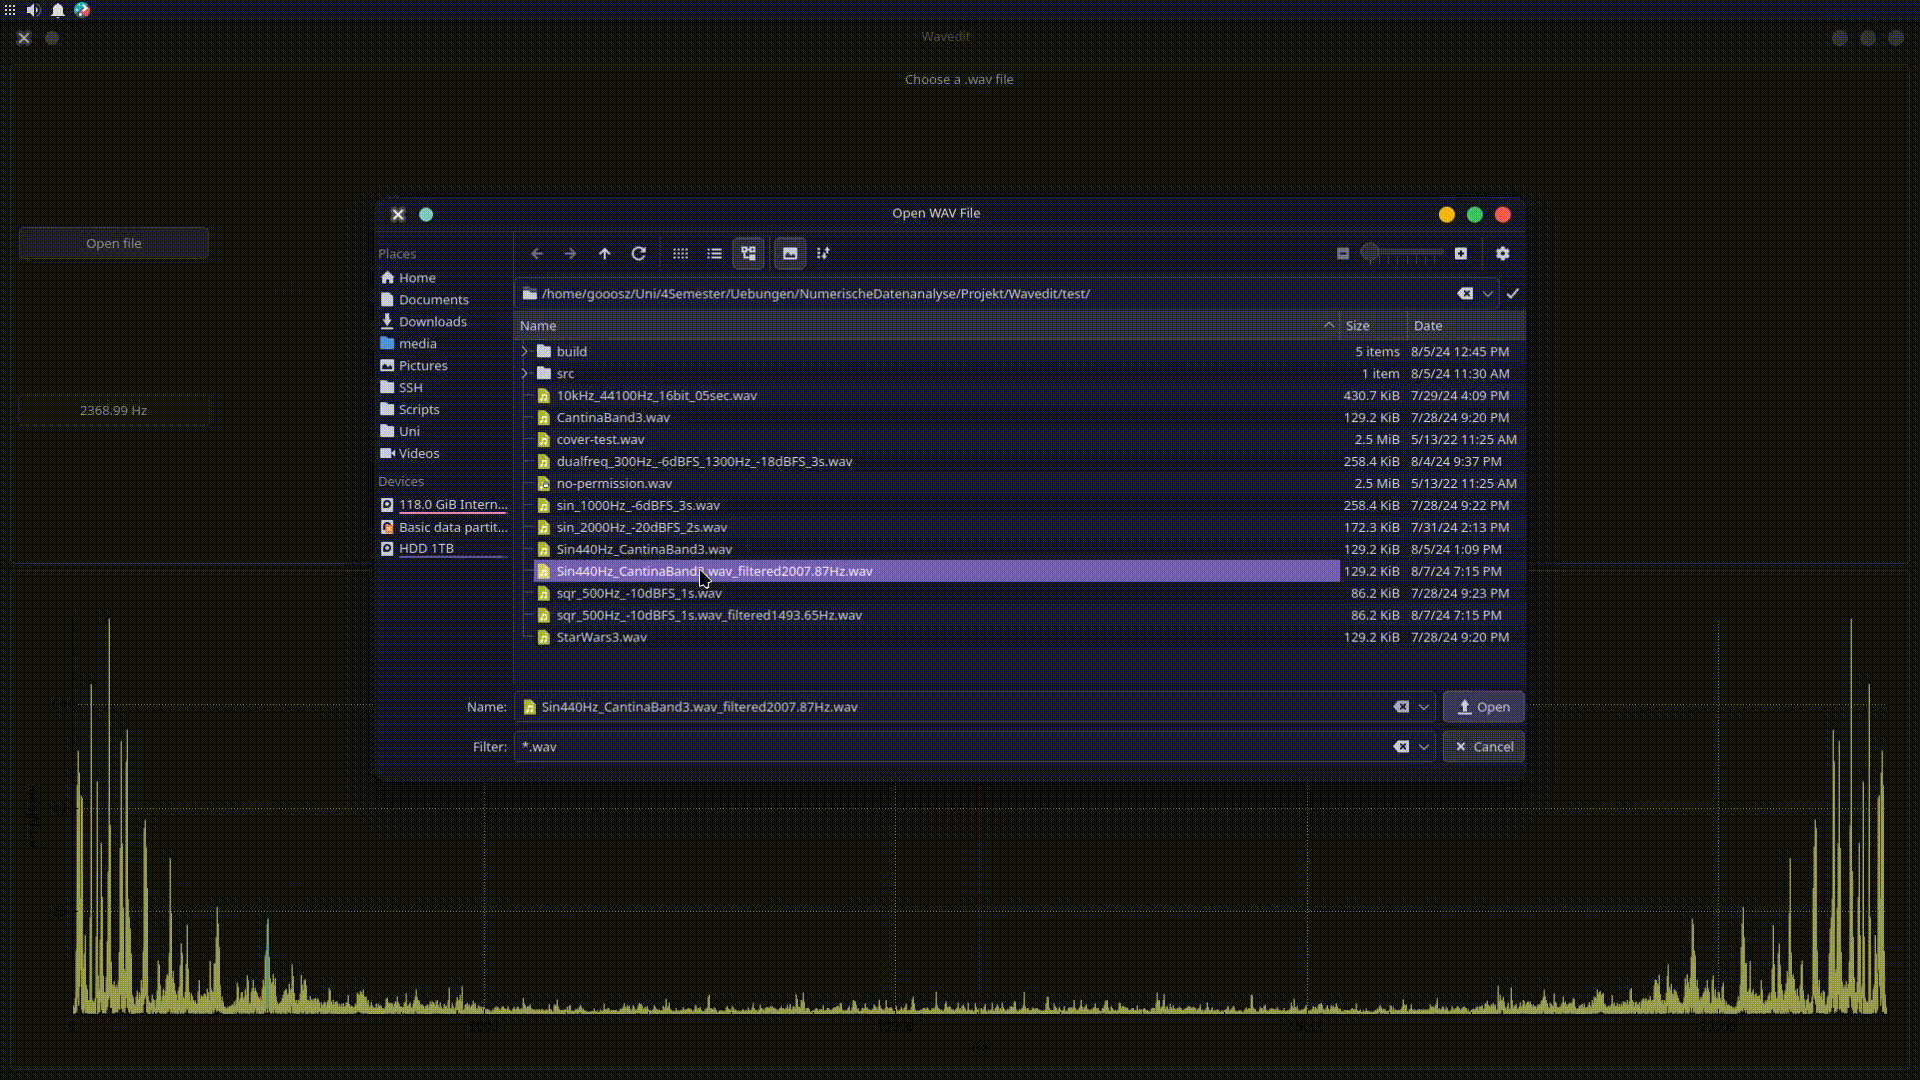 Wavedit
Choose a .wav file
Open WAV File
Open file
2368.99 Hz
Places
Home
Documents
Downloads
media
Pictures
SSH
Scripts
Uni
Videos
Devices
118.0 GiB Intern...
Basic data partit...
HDD 1TB
/home/gooosz/Uni/4Semester/Uebungen/NumerischeDatenanalyse/Projekt/Wavedit/test/
Name Size Date
build 5 items 8/5/24 12:45 PM
src 1 item 8/5/24 11:30 AM
10kHz_44100Hz_16bit_05sec.wav 430.7 KiB 7/29/24 4:09 PM
CantinaBand3.wav 129.2 KiB 7/28/24 9:20 PM
cover-test.wav 2.5 MiB 5/13/22 11:25 AM
dualfreq_300Hz_-6dBFS_1300Hz_-18dBFS_3s.wav 258.4 KiB 8/4/24 9:37 PM
no-permission.wav 2.5 MiB 5/13/22 11:25 AM
sin_1000Hz_-6dBFS_3s.wav 258.4 KiB 7/28/24 9:22 PM
sin_2000Hz_-20dBFS_2s.wav 172.3 KiB 7/31/24 2:13 PM
Sin440Hz_CantinaBand3.wav 129.2 KiB 8/5/24 1:09 PM
Sin440Hz_CantinaBand3.wav_filtered2007.87Hz.wav 129.2 KiB 8/7/24 7:15 PM
sqr_500Hz_-10dBFS_1s.wav 86.2 KiB 7/28/24 9:23 PM
sqr_500Hz_-10dBFS_1s.wav_filtered1493.65Hz.wav 86.2 KiB 8/7/24 7:15 PM
StarWars3.wav 129.2 KiB 7/28/24 9:20 PM
Name: Sin440Hz_CantinaBand3.wav_filtered2007.87Hz.wav Open
Filter: *.wav Cancel
60
40
20
0 5000 10000 15000 20000